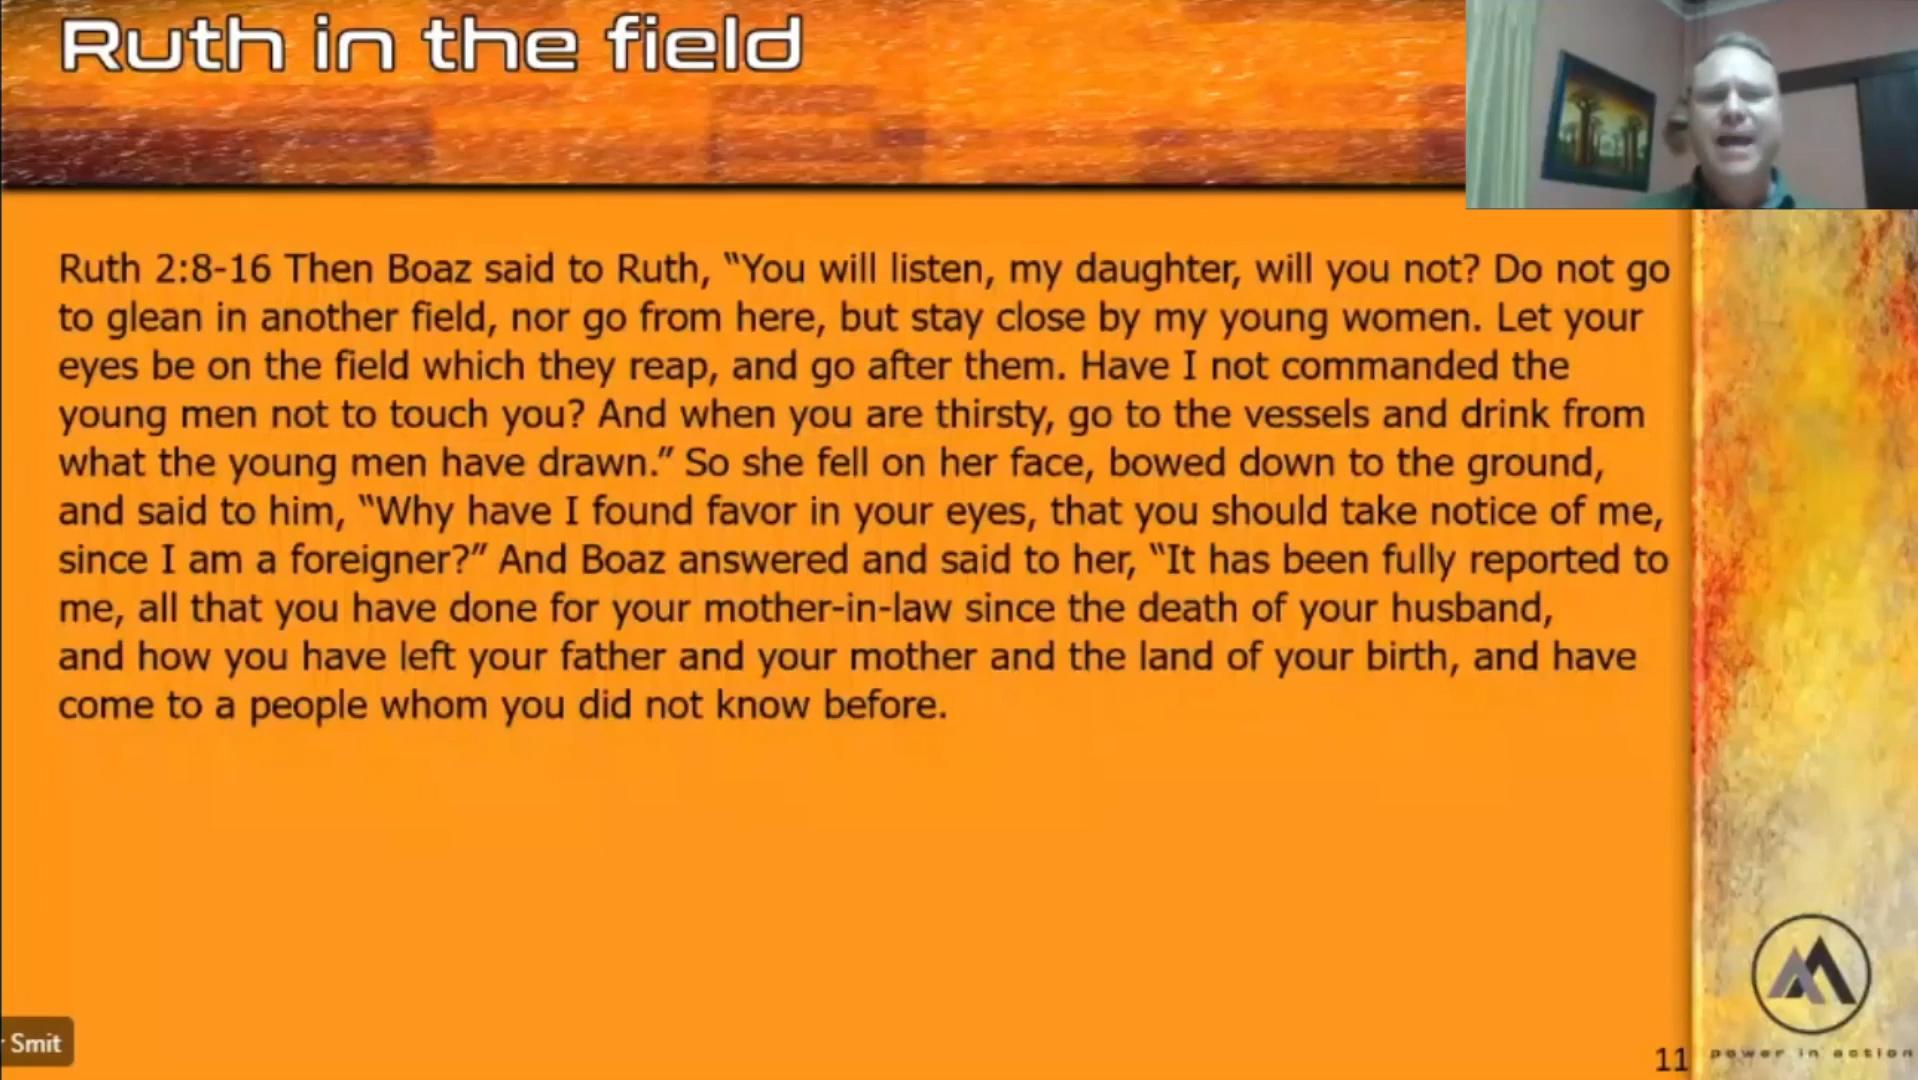 Ruth in the field
Ruth 2:8-16 Then Boaz said to Ruth, “You will listen, my daughter, will you not? Do not go
to glean in another field, nor go from here, but stay close by my young women. Let your
eyes be on the field which they reap, and go after them. Have I not commanded the
young men not to touch you? And when you are thirsty, go to the vessels and drink from
what the young men have drawn.” So she fell on her face, bowed down to the ground,
and said to him, “Why have I found favor in your eyes, that you should take notice of me,
since I am a foreigner?” And Boaz answered and said to her, “It has been fully reported to
me, all that you have done for your mother-in-law since the death of your husband,
and how you have left your father and your mother and the land of your birth, and have
come to a people whom you did not know before.
Smit
11
power in action